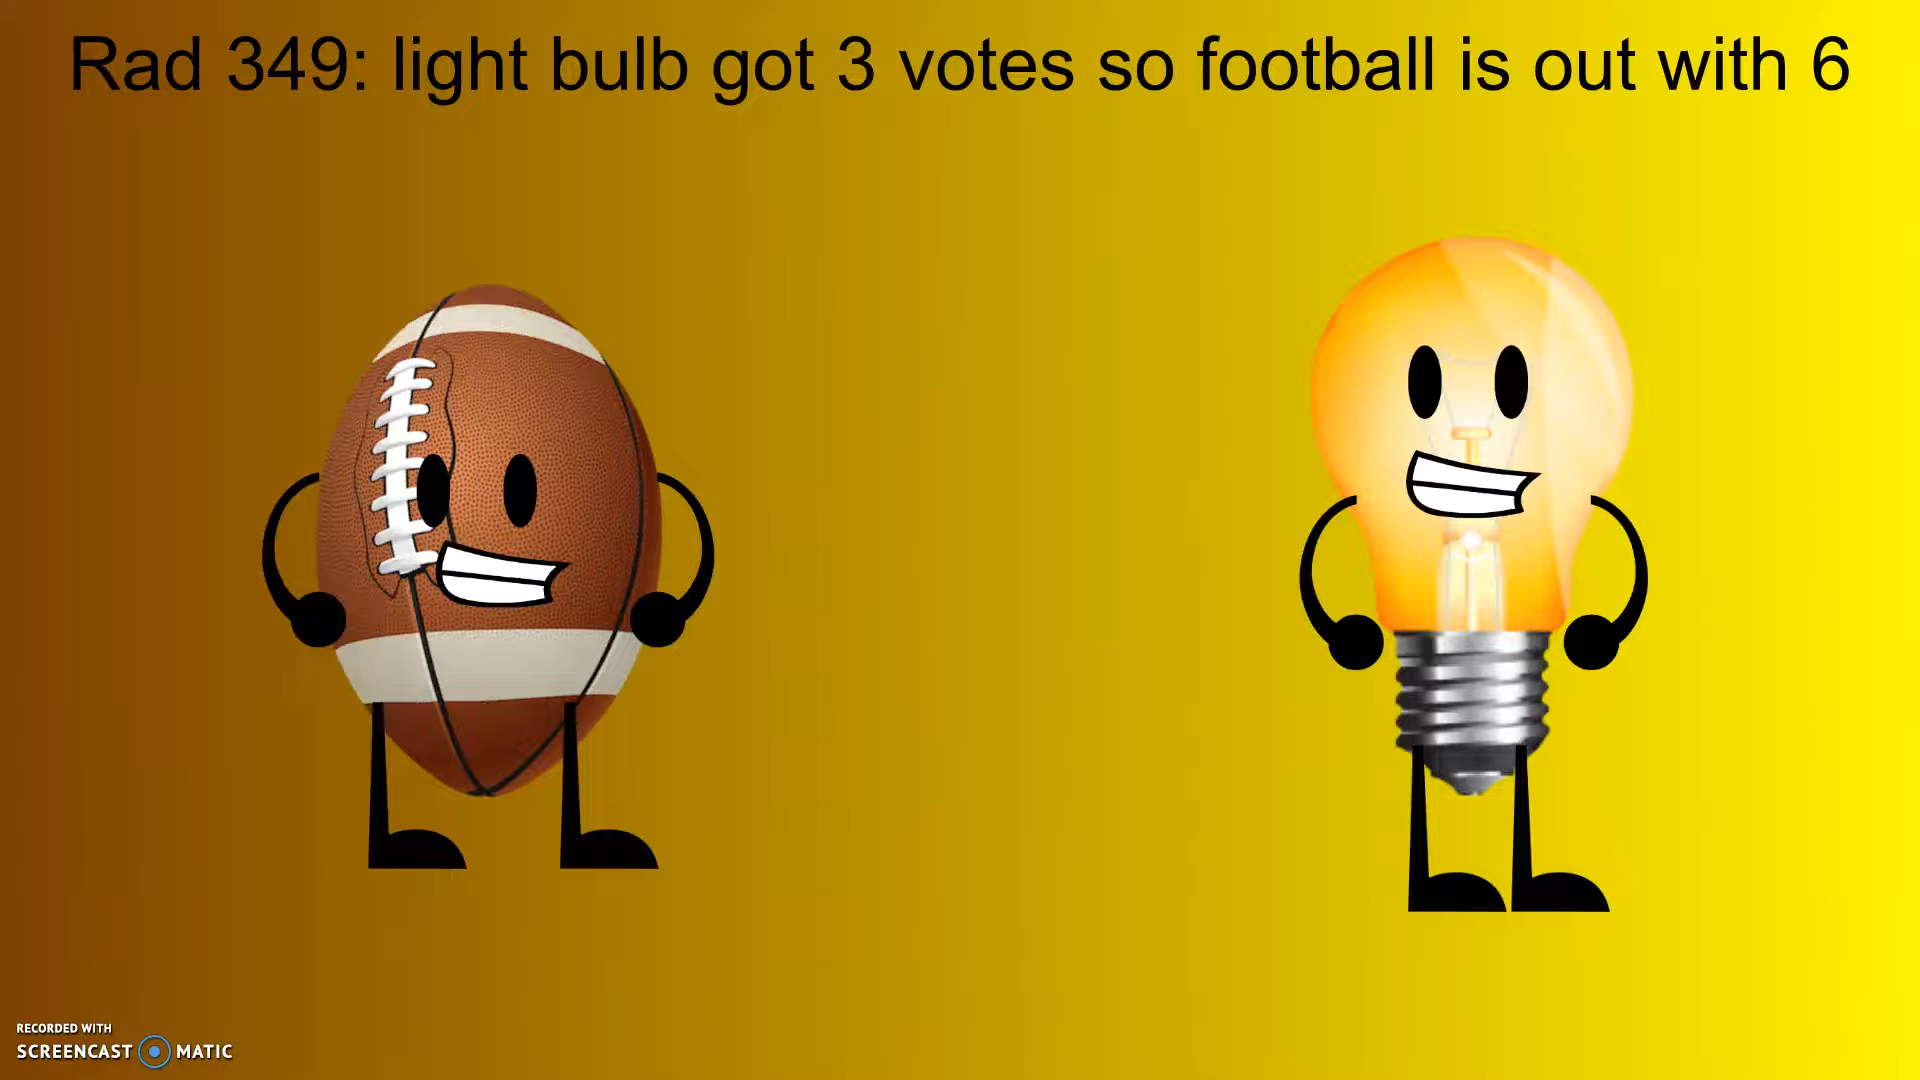 Rad 349: light bulb got 3 votes so football is out with 6
RECORDED WITH
SCREENCAST MATIC